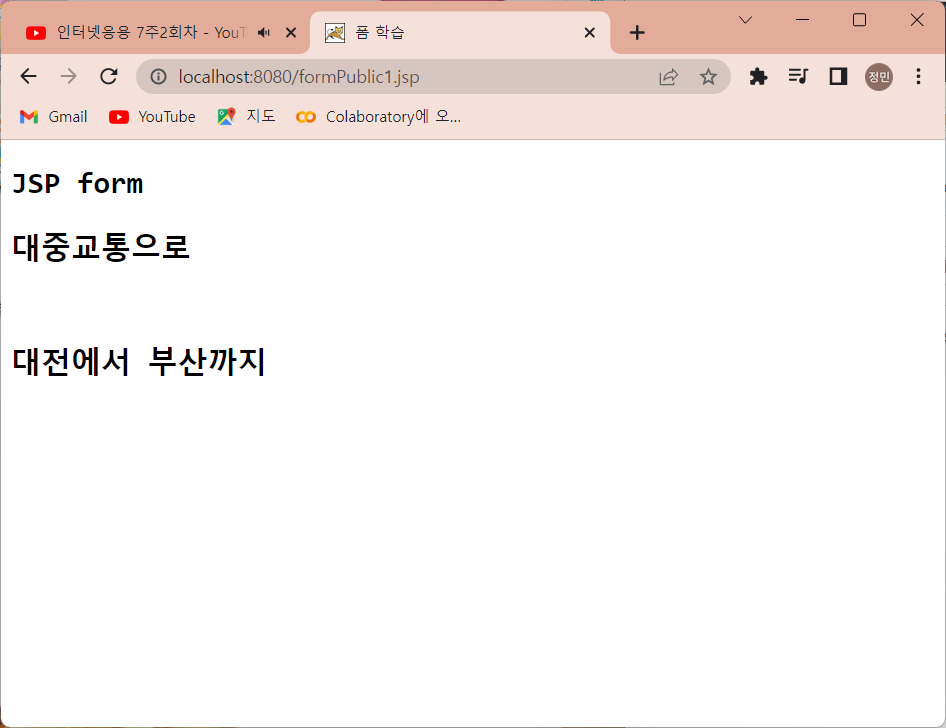 인터넷응용 7주2회차 - YouT
폼 학습
localhost:8080/formPublic1.jsp
정민
Gmail
YouTube
지도
Colaboratory에 오...
JSP form
대중교통으로
대전에서 부산까지